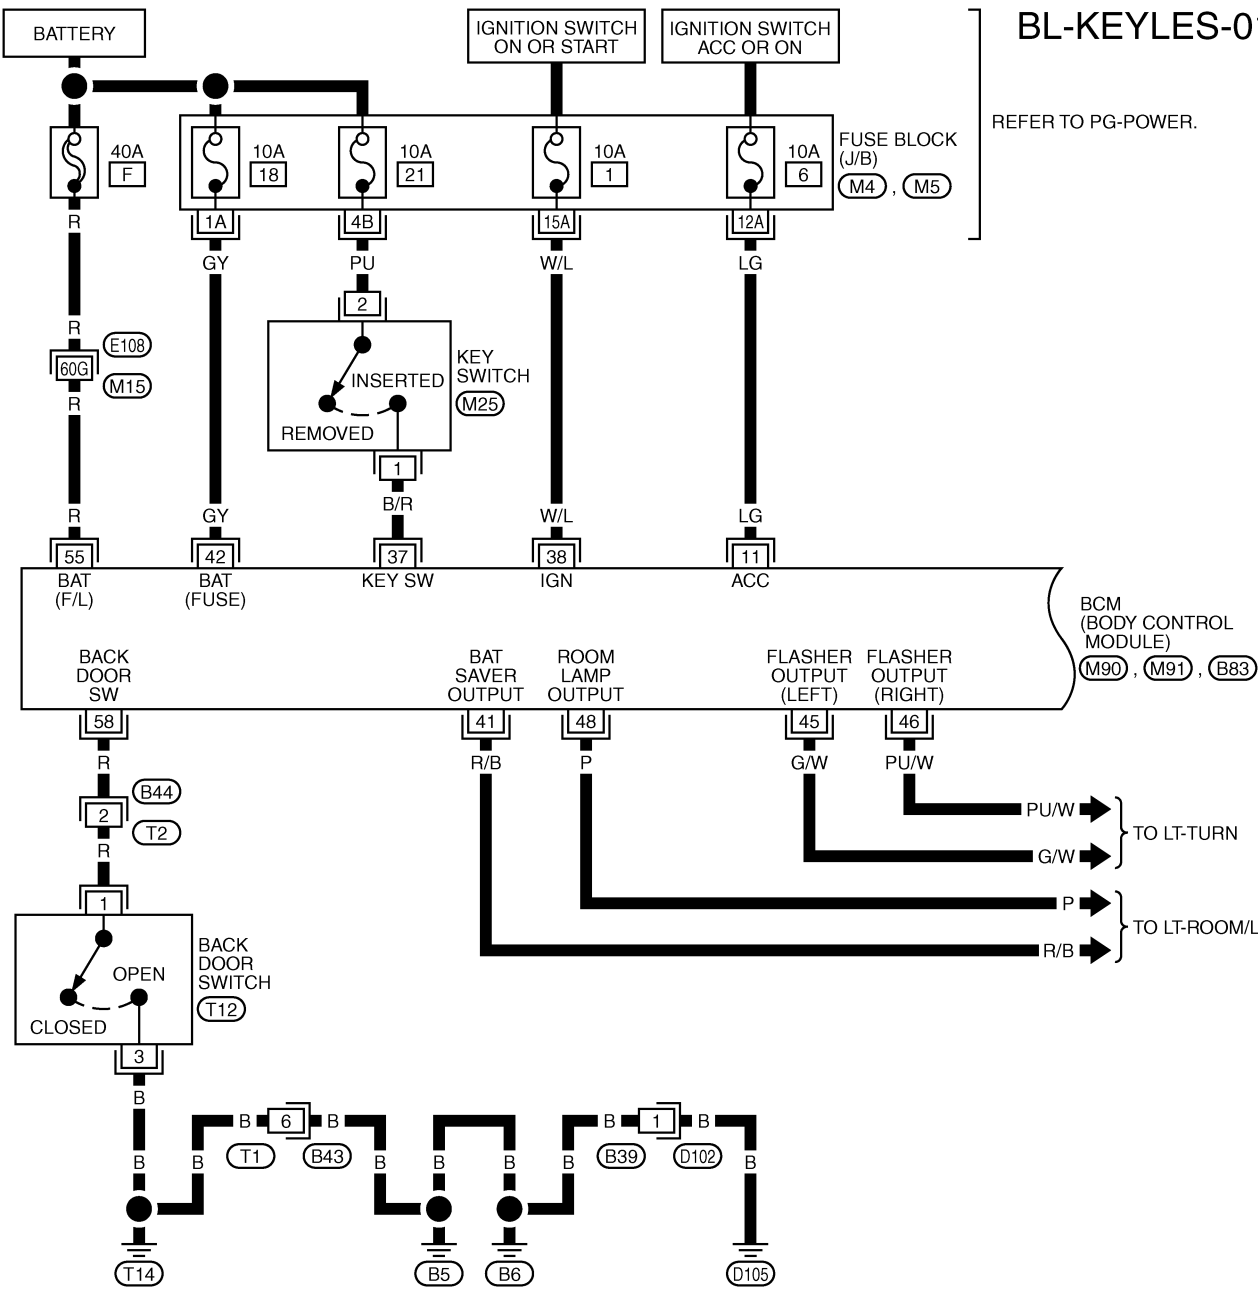 BL-KEYLES-0
BATTERY
IGNITION SWITCH
ON OR START
IGNITION SWITCH
ACC OR ON
REFER TO PG-POWER.
40A
F
10A
18
10A
21
10A
1
10A
6
FUSE BLOCK
(J/B)
M4 , M5
1A
4B
15A
12A
R
GY
PU
W/L
LG
2
R
E108
60G
M15
R
INSERTED
REMOVED
KEY
SWITCH
M25
1
B/R
R
GY
W/L
LG
55
42
37
38
11
BAT
(F/L)
BAT
(FUSE)
KEY SW
IGN
ACC
BCM
(BODY CONTROL
MODULE)
M90 , M91 , B83
BACK
DOOR
SW
BAT
SAVER
OUTPUT
ROOM
LAMP
OUTPUT
FLASHER
OUTPUT
(LEFT)
FLASHER
OUTPUT
(RIGHT)
58
41
48
45
46
R
R/B
P
G/W
PU/W
B44
2
T2
R
PU/W
G/W
TO LT-TURN
P
R/B
TO LT-ROOM/L
1
OPEN
CLOSED
BACK
DOOR
SWITCH
T12
3
B
B
B
B
6
B
T1
B43
B
B
B
B
B
1
B
B39
D102
B
T14
B5
B6
D105